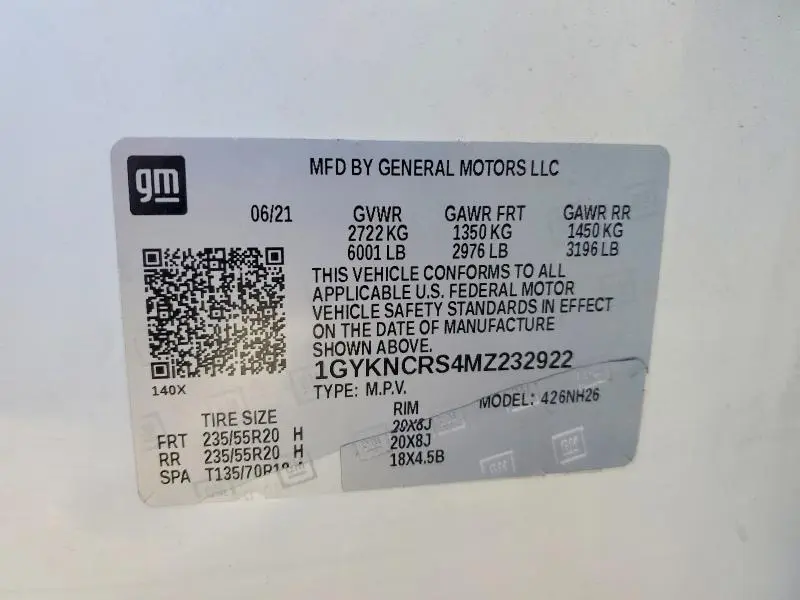 gm
MFD BY GENERAL MOTORS LLC
06/21 GVWR GAWR FRT GAWR RR
2722 KG 1350 KG 1450 KG
6001 LB 2976 LB 3196 LB
THIS VEHICLE CONFORMS TO ALL
APPLICABLE U.S. FEDERAL MOTOR
VEHICLE SAFETY STANDARDS IN EFFECT
ON THE DATE OF MANUFACTURE
SHOWN ABOVE.
140X
1GYKNCRS4MZ232922
TYPE: M.P.V. MODEL: 426NH26
TIRE SIZE RIM
FRT 235/55R20 H 20X8J
RR 235/55R20 H 20X8J
SPA T135/70R18 18X4.5B